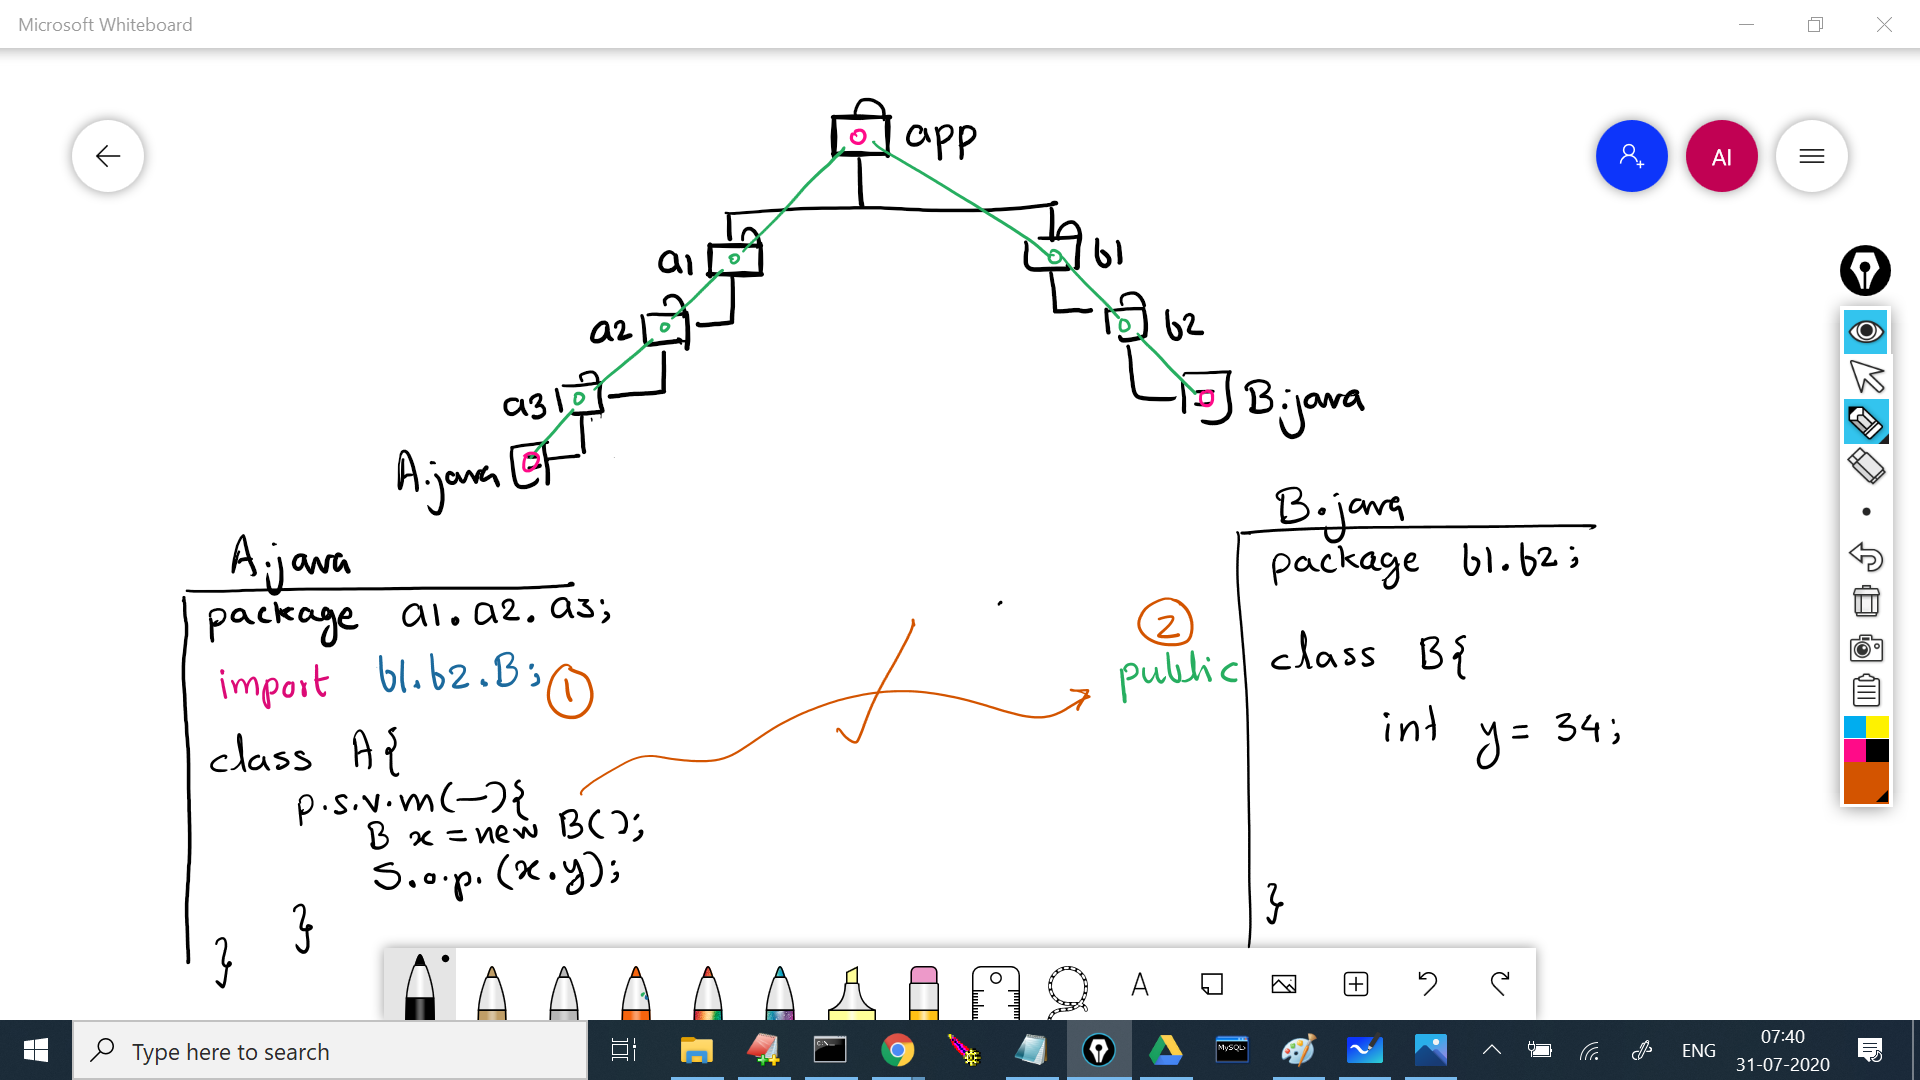 Microsoft Whiteboard
app
AI
a1
b1
a2
b2
a3
B.java
A.java
B.java
package b1.b2;
A.java
package a1.a2.a3;
2
public class B{
import b1.b2.B; 1
int y = 34;
class A{
p.s.v.m(—){
B x = new B();
S.o.p.(x.y);
}
}
}
A
Type here to search
C:\_
MySQL
ENG
07:40
31-07-2020